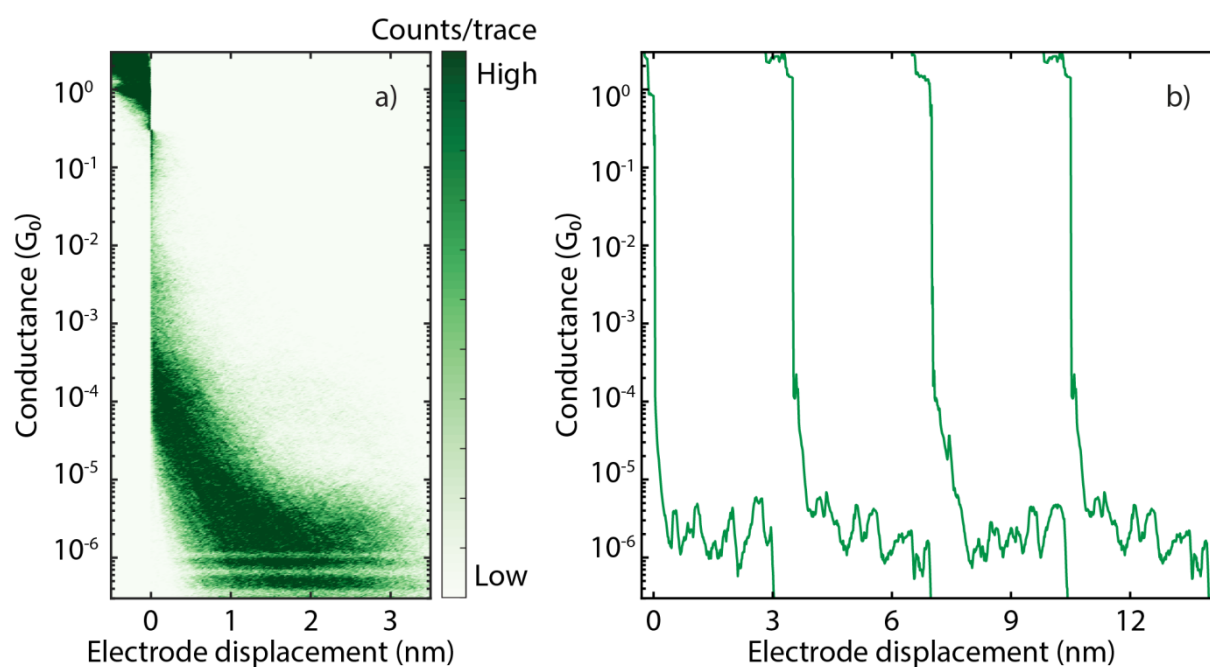 Counts/trace
High
Low
a)
10⁰
10⁻¹
10⁻²
10⁻³
10⁻⁴
10⁻⁵
10⁻⁶
Conductance (G₀)
0 1 2 3
Electrode displacement (nm)
b)
10⁰
10⁻¹
10⁻²
10⁻³
10⁻⁴
10⁻⁵
10⁻⁶
Conductance (G₀)
0 3 6 9 12
Electrode displacement (nm)